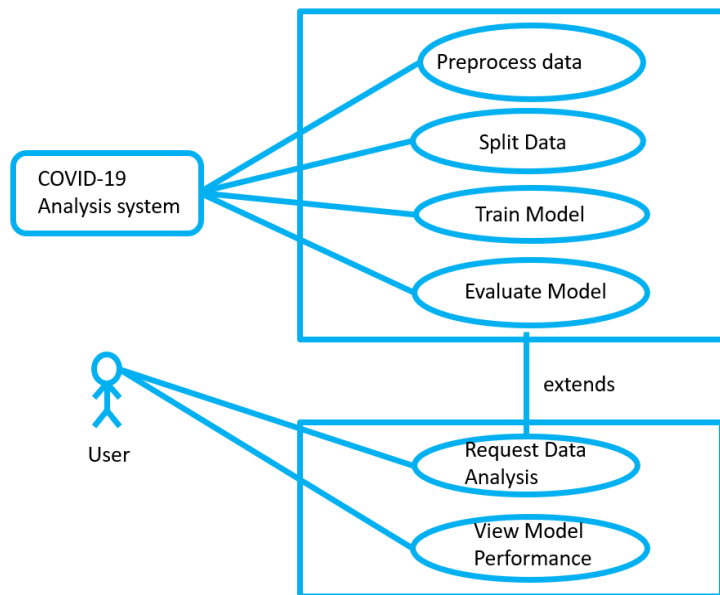 Preprocess data
Split Data
COVID-19
Analysis system
Train Model
Evaluate Model
extends
User
Request Data
Analysis
View Model
Performance